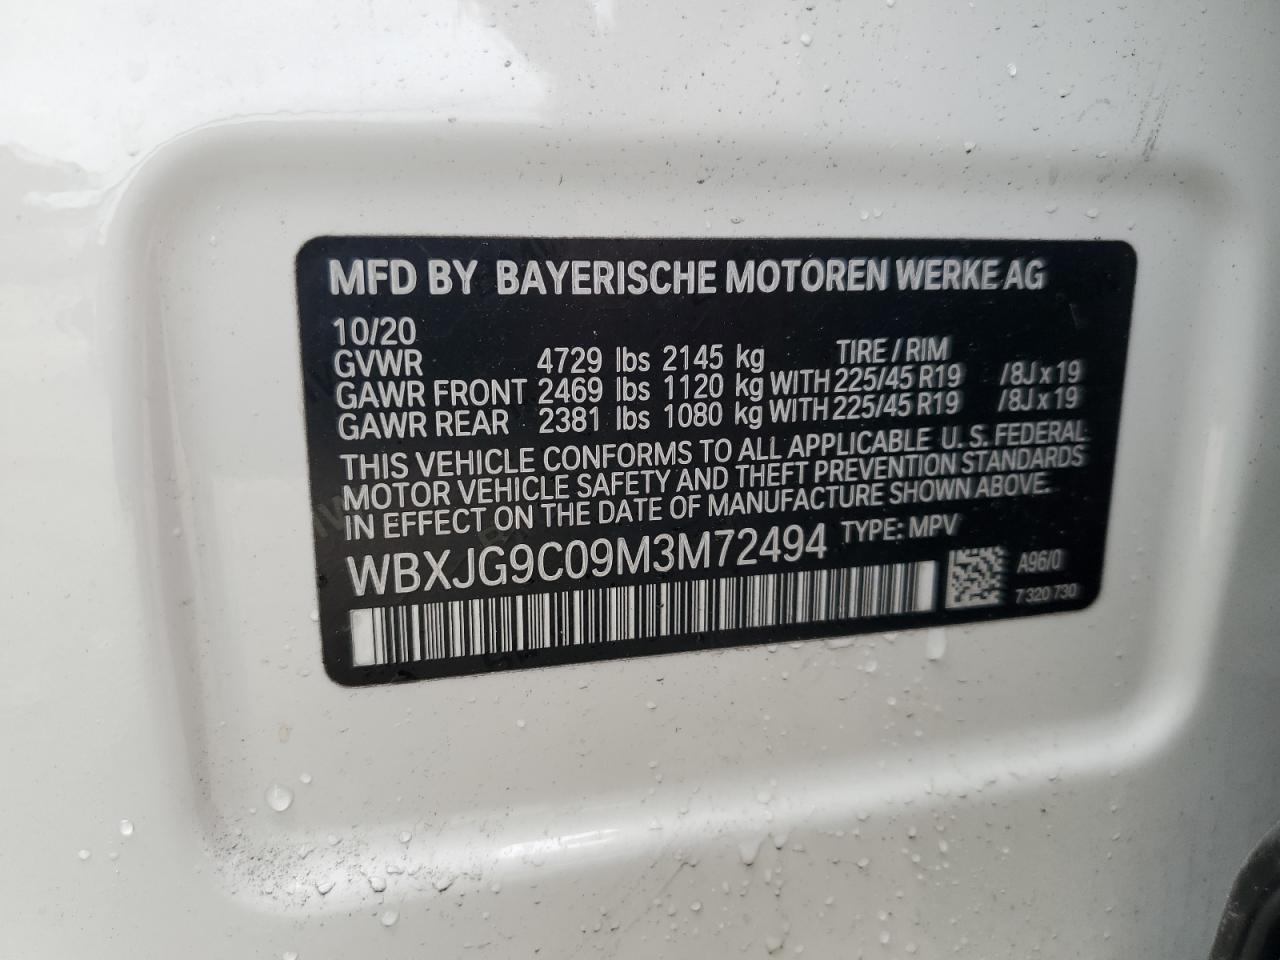 MFD BY BAYERISCHE MOTOREN WERKE AG
10/20
GVWR 4729 lbs 2145 kg TIRE / RIM
GAWR FRONT 2469 lbs 1120 kg WITH 225/45 R19 /8J x 19
GAWR REAR 2381 lbs 1080 kg WITH 225/45 R19 /8J x 19
THIS VEHICLE CONFORMS TO ALL APPLICABLE U. S. FEDERAL
MOTOR VEHICLE SAFETY AND THEFT PREVENTION STANDARDS
IN EFFECT ON THE DATE OF MANUFACTURE SHOWN ABOVE.
WBXJG9C09M3M72494 TYPE: MPV
A96/0
7 320 730